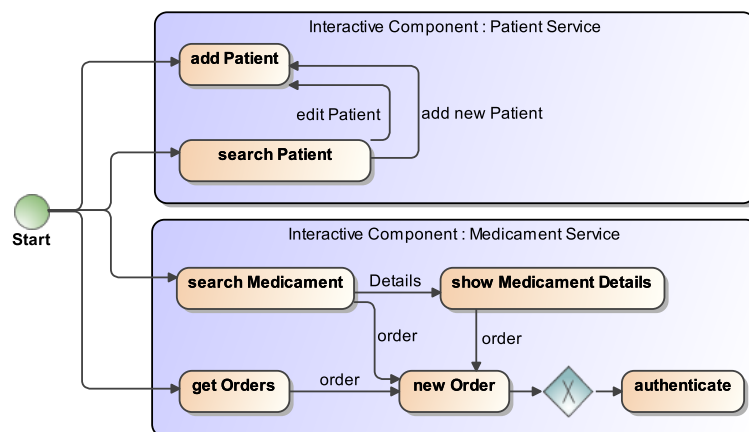 Interactive Component : Patient Service
add Patient
edit Patient
add new Patient
search Patient
Start
Interactive Component : Medicament Service
search Medicament
Details
show Medicament Details
order
order
get Orders
order
new Order
X
authenticate